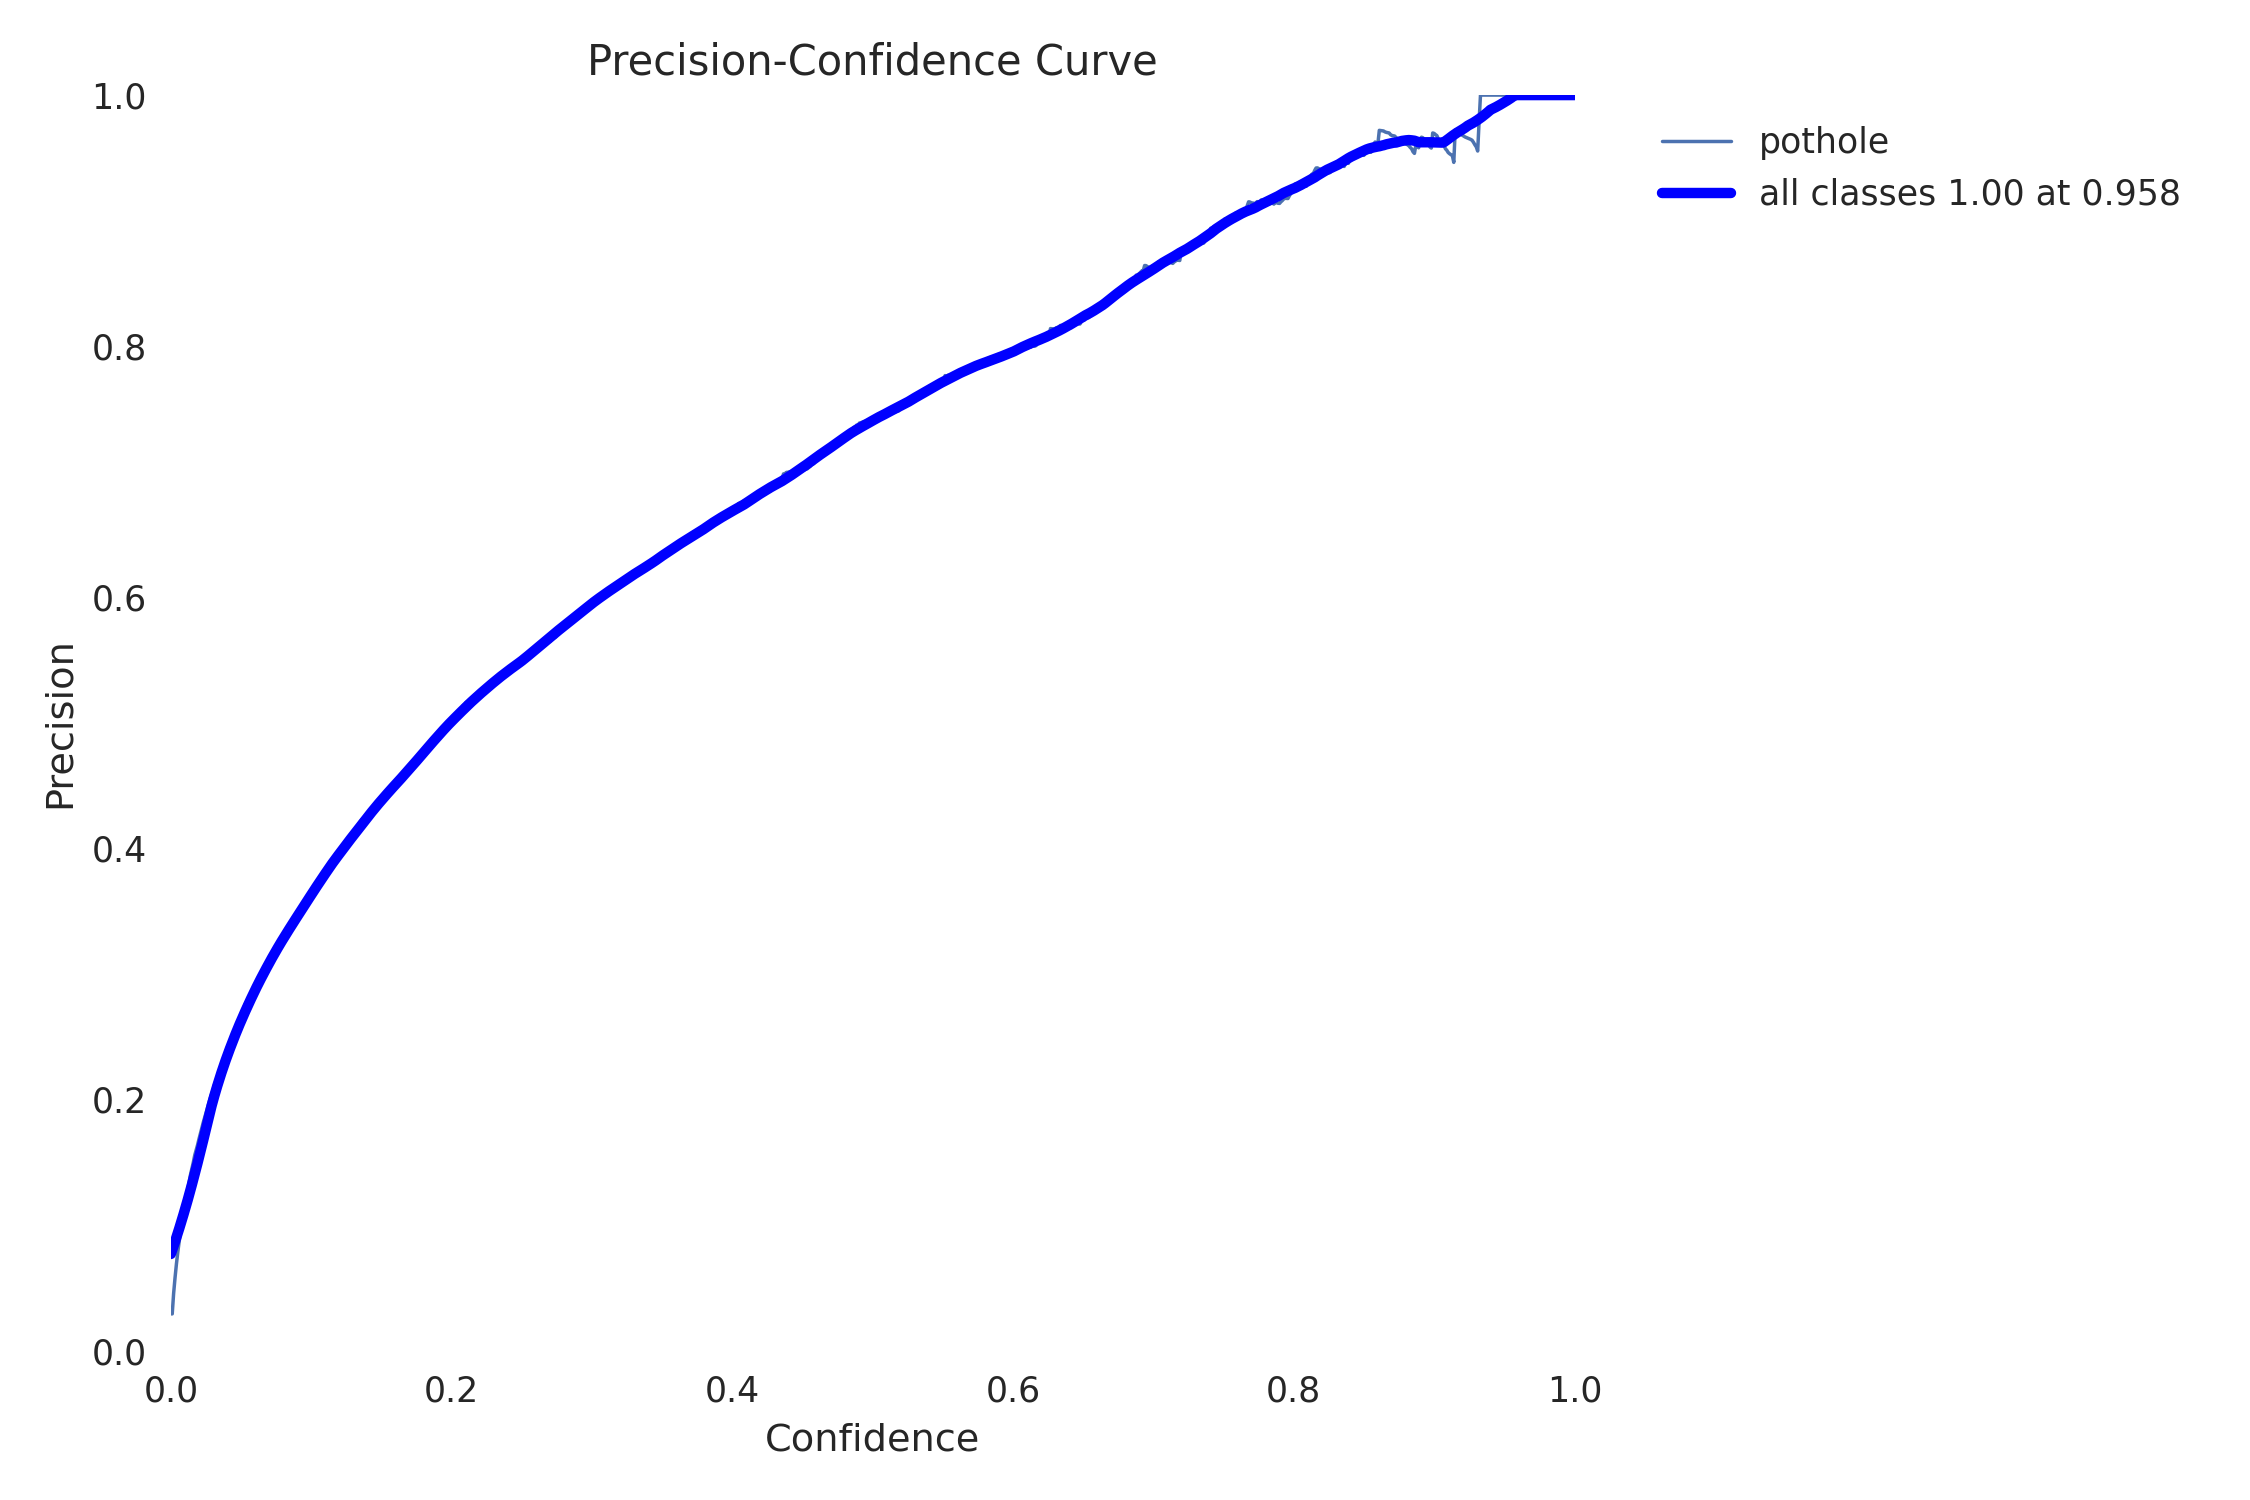 Precision-Confidence Curve
1.0
0.8
0.6
0.4
0.2
0.0
Precision
0.0 0.2 0.4 0.6 0.8 1.0
Confidence
pothole
all classes 1.00 at 0.958